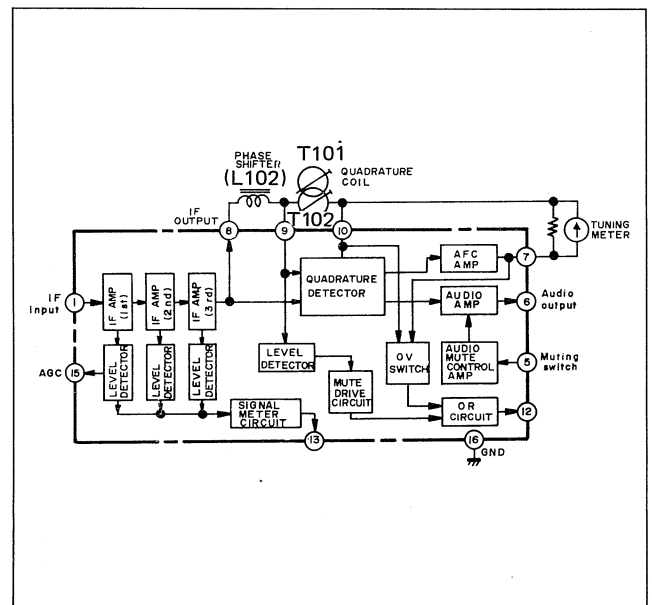 PHASE
SHIFTER
(L102)
T101
QUADRATURE
COIL
T102
IF
OUTPUT
8
9
10
TUNING
METER
IF
Input
1
IF AMP
(1st)
IF AMP
(2nd)
IF AMP
(3rd)
QUADRATURE
DETECTOR
AFC
AMP
7
AUDIO
AMP
6
Audio
output
AGC
15
LEVEL
DETECTOR
LEVEL
DETECTOR
LEVEL
DETECTOR
LEVEL
DETECTOR
MUTE
DRIVE
CIRCUIT
OV
SWITCH
AUDIO
MUTE
CONTROL
AMP
5
Muting
switch
SIGNAL
METER
CIRCUIT
OR
CIRCUIT
12
13
16
GND